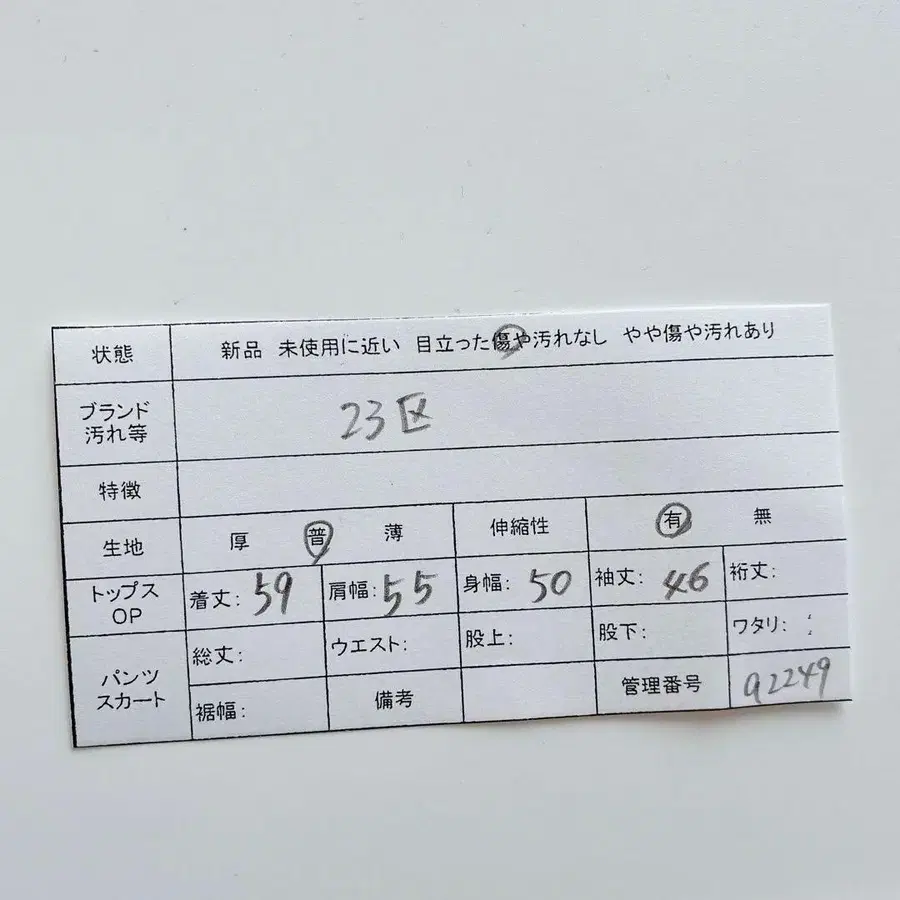 状態 新品 未使用に近い 目立った傷や汚れなし やや傷や汚れあり
ブランド
汚れ等
23区
特徴
生地 厚 普 薄 伸縮性 有 無
トップス
OP
着丈: 59 肩幅: 55 身幅: 50 袖丈: 46 裄丈:
パンツ
スカート
総丈: ウエスト: 股上: 股下: ワタリ:
裾幅: 備考 管理番号 a2249